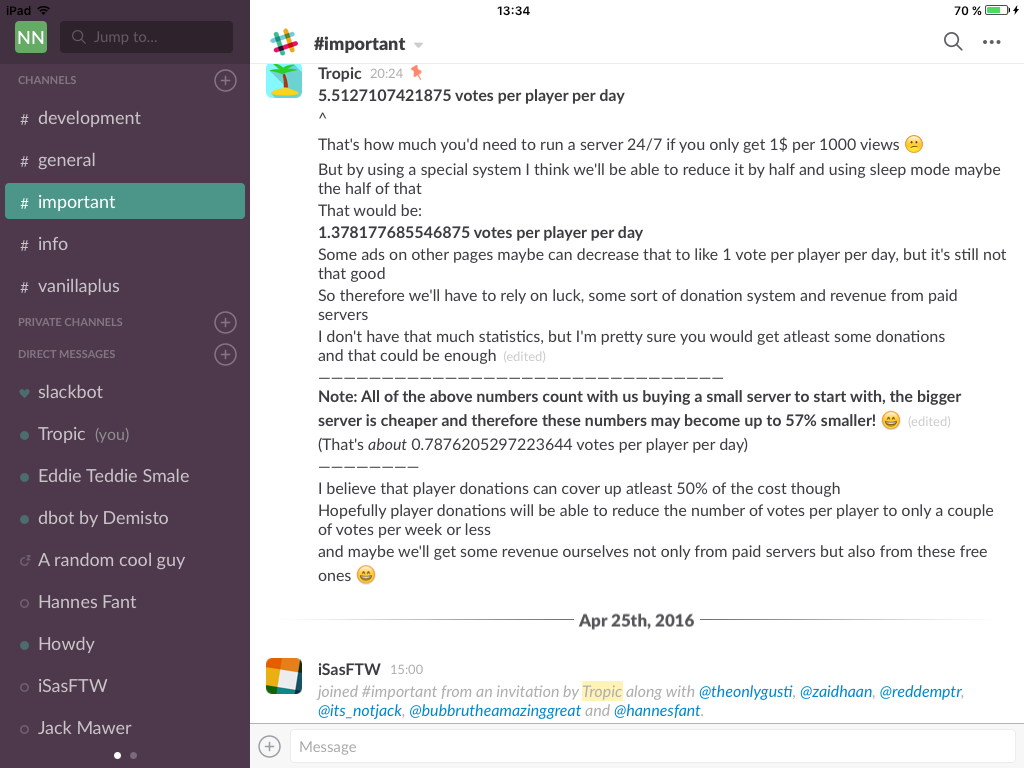 iPad 13:34 70 %
NN Jump to...
CHANNELS
# development
# general
# important
# info
# vanillaplus
PRIVATE CHANNELS
DIRECT MESSAGES
slackbot
Tropic (you)
Eddie Teddie Smale
dbot by Demisto
A random cool guy
Hannes Fant
Howdy
iSasFTW
Jack Mawer
#important
Tropic 20:24
5.5127107421875 votes per player per day
^
That's how much you'd need to run a server 24/7 if you only get 1$ per 1000 views 😕
But by using a special system I think we'll be able to reduce it by half and using sleep mode maybe
the half of that
That would be:
1.378177685546875 votes per player per day
Some ads on other pages maybe can decrease that to like 1 vote per player per day, but it's still not
that good
So therefore we'll have to rely on luck, some sort of donation system and revenue from paid
servers
I don't have that much statistics, but I'm pretty sure you would get atleast some donations
and that could be enough (edited)
————————————————————————————————
Note: All of the above numbers count with us buying a small server to start with, the bigger
server is cheaper and therefore these numbers may become up to 57% smaller! 😄 (edited)
(That's about 0.7876205297223644 votes per player per day)
————————
I believe that player donations can cover up atleast 50% of the cost though
Hopefully player donations will be able to reduce the number of votes per player to only a couple
of votes per week or less
and maybe we'll get some revenue ourselves not only from paid servers but also from these free
ones 😄
Apr 25th, 2016
iSasFTW 15:00
joined #important from an invitation by Tropic along with @theonlygusti, @zaidhaan, @reddemptr,
@its_notjack, @bubbrutheamazinggreat and @hannesfant.
Message